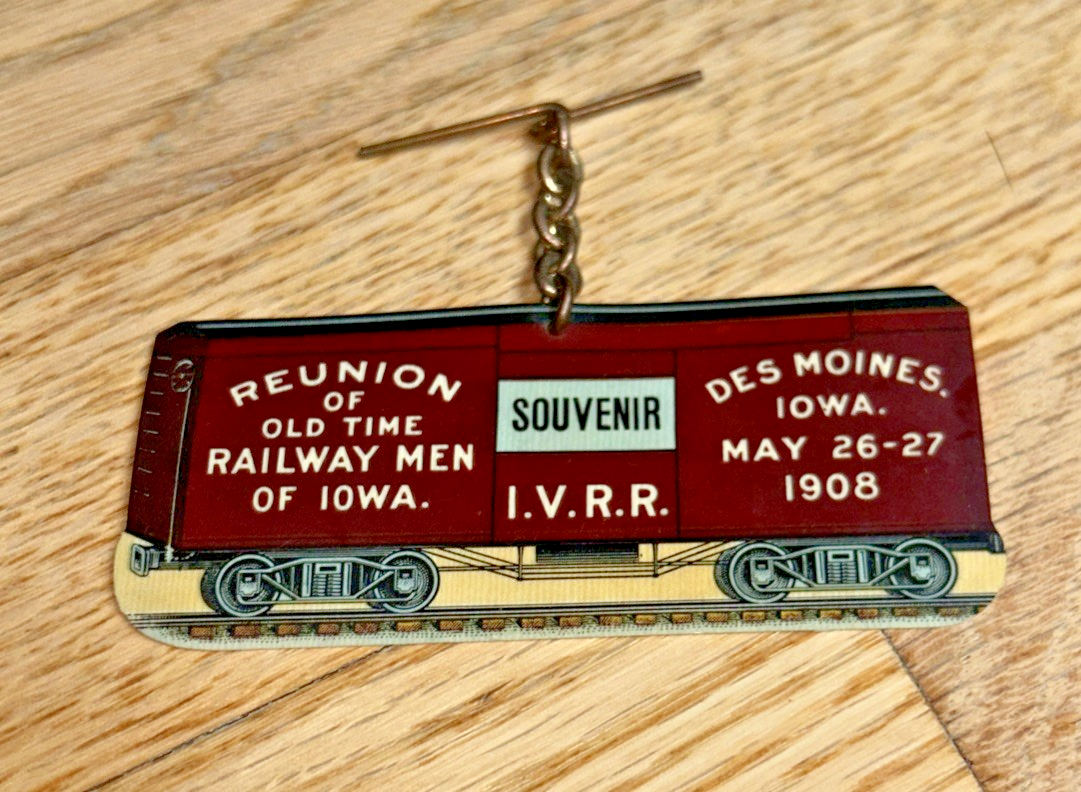 REUNION
OF
OLD TIME
RAILWAY MEN
OF IOWA.
SOUVENIR
I.V.R.R.
DES MOINES.
IOWA.
MAY 26-27
1908